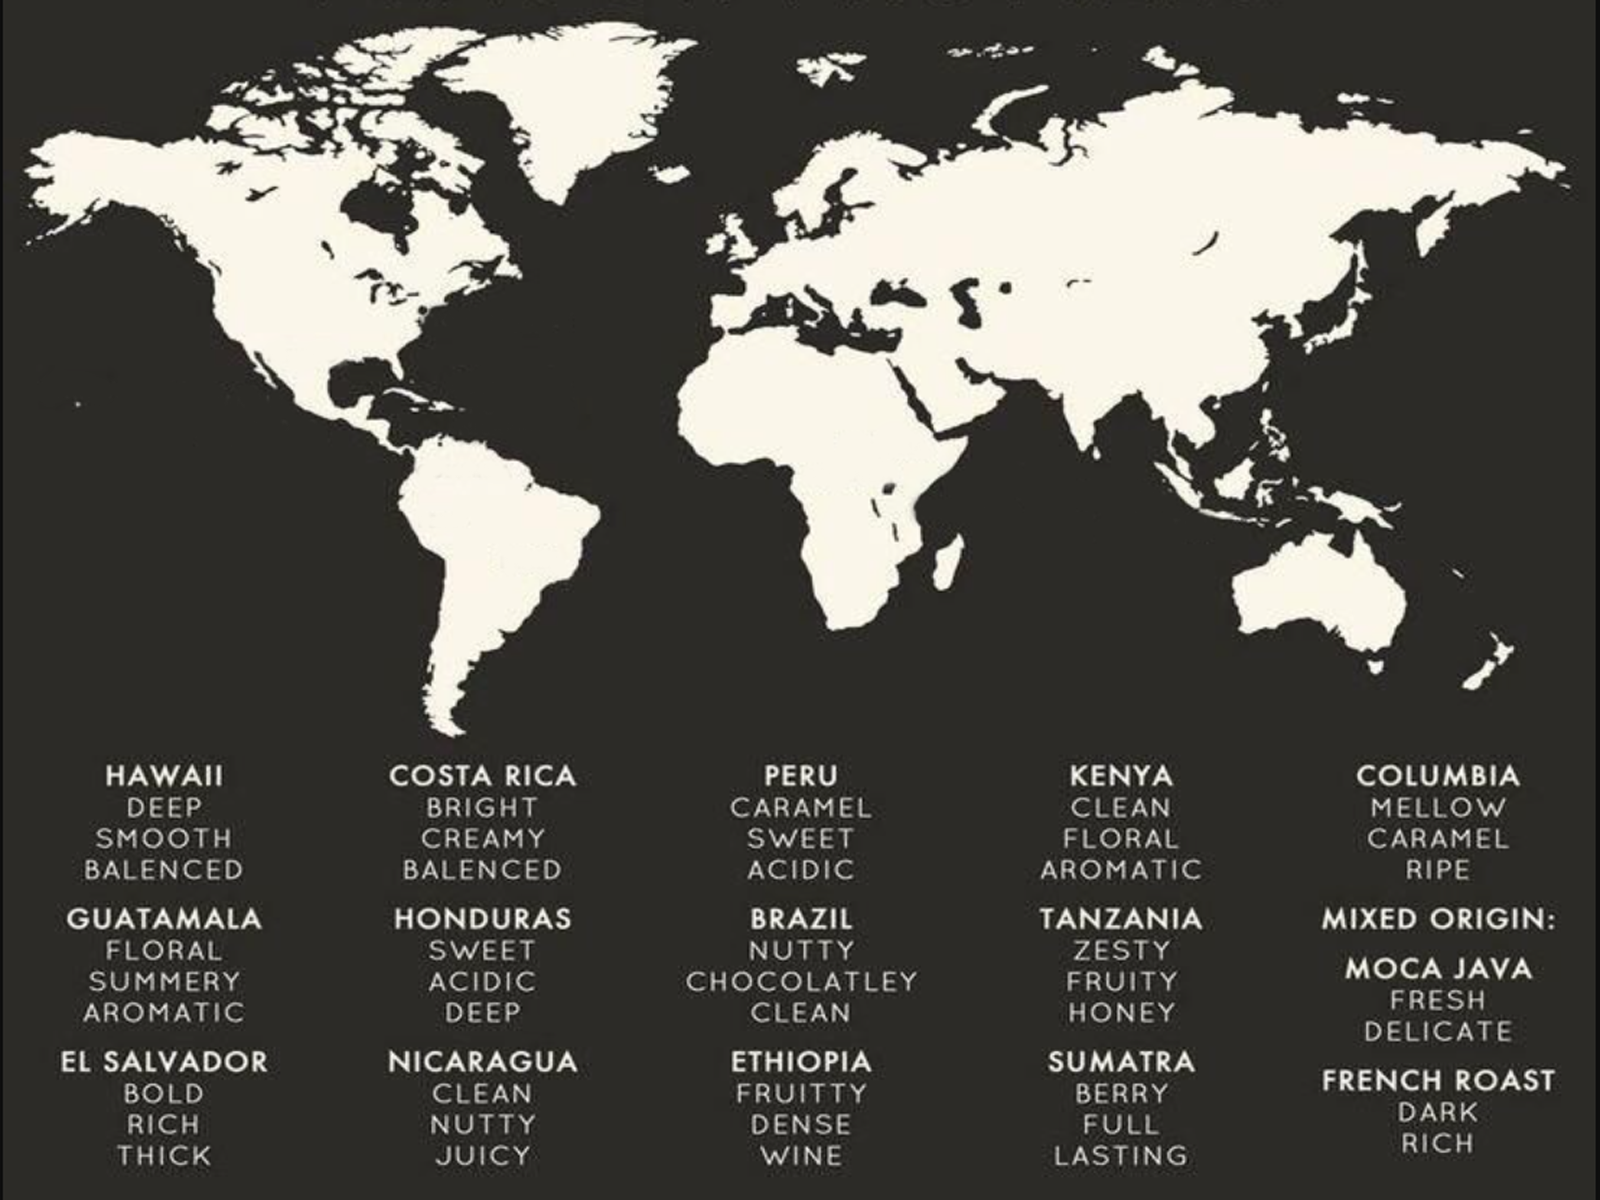 HAWAII
DEEP
SMOOTH
BALENCED
GUATAMALA
FLORAL
SUMMERY
AROMATIC
EL SALVADOR
BOLD
RICH
THICK
COSTA RICA
BRIGHT
CREAMY
BALENCED
HONDURAS
SWEET
ACIDIC
DEEP
NICARAGUA
CLEAN
NUTTY
JUICY
PERU
CARAMEL
SWEET
ACIDIC
BRAZIL
NUTTY
CHOCOLATLEY
CLEAN
ETHIOPIA
FRUITTY
DENSE
WINE
KENYA
CLEAN
FLORAL
AROMATIC
TANZANIA
ZESTY
FRUITY
HONEY
SUMATRA
BERRY
FULL
LASTING
COLUMBIA
MELLOW
CARAMEL
RIPE
MIXED ORIGIN:
MOCA JAVA
FRESH
DELICATE
FRENCH ROAST
DARK
RICH